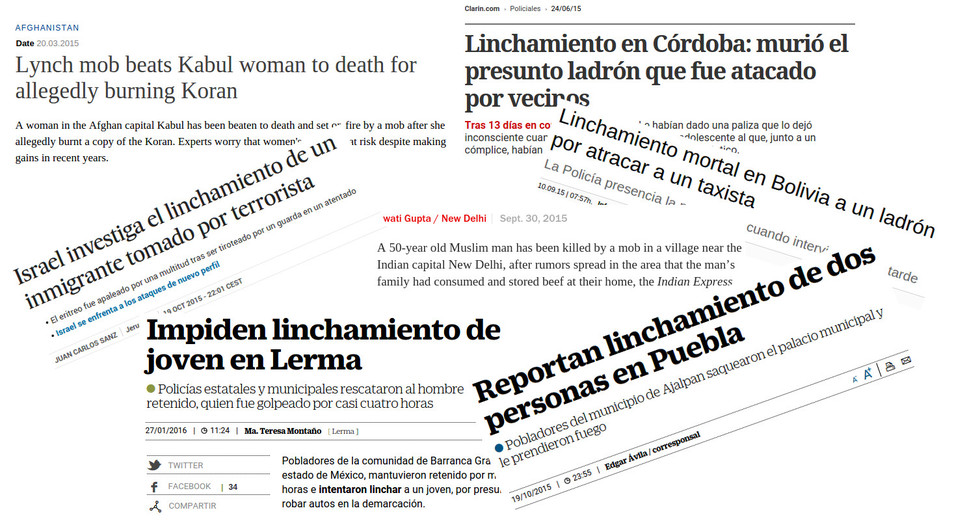 AFGHANISTAN
Date 20.03.2015
Lynch mob beats Kabul woman to death for
allegedly burning Koran
A woman in the Afghan capital Kabul has been beaten to death and set on fire by a mob after she
allegedly burnt a copy of the Koran. Experts worry that women's t risk despite making
gains in recent years.
Clarín.com · Policiales · 24/06/15
Linchamiento en Córdoba: murió el
presunto ladrón que fue atacado
por vecinos
Tras 13 días en co Lo habían dado una paliza que lo dejó
inconsciente cuan adolescente al que, junto a un
cómplice, habían
Linchamiento mortal en Bolivia a un ladrón
por atracar a un taxista
La Policía presencia la
cuando intervi tarde
10.09.15 | 07:57h.
Israel investiga el linchamiento de un
inmigrante tomado por terrorista
• El eritreo fue apaleado por una multitud tras ser tiroteado por un guarda en un atentado
• Israel se enfrenta a los ataques de nuevo perfil
JUAN CARLOS SANZ | Jeru 19 OCT 2015 - 22:01 CEST
wati Gupta / New Delhi | Sept. 30, 2015
A 50-year old Muslim man has been killed by a mob in a village near the
Indian capital New Delhi, after rumors spread in the area that the man's
family had consumed and stored beef at their home, the Indian Express
Impiden linchamiento de
joven en Lerma
Policías estatales y municipales rescataron al hombre
retenido, quien fue golpeado por casi cuatro horas
27/01/2016 | 11:24 | Ma. Teresa Montaño [ Lerma ]
TWITTER
FACEBOOK | 34
COMPARTIR
Pobladores de la comunidad de Barranca Gra
estado de México, mantuvieron retenido por m
horas e intentaron linchar a un joven, por presu
robar autos en la demarcación.
Reportan linchamiento de dos
personas en Puebla
Pobladores del municipio de Ajalpan saquearon el palacio municipal y
le prendieron fuego
19/10/2015 | 23:55 | Edgar Ávila / corresponsal
A A+